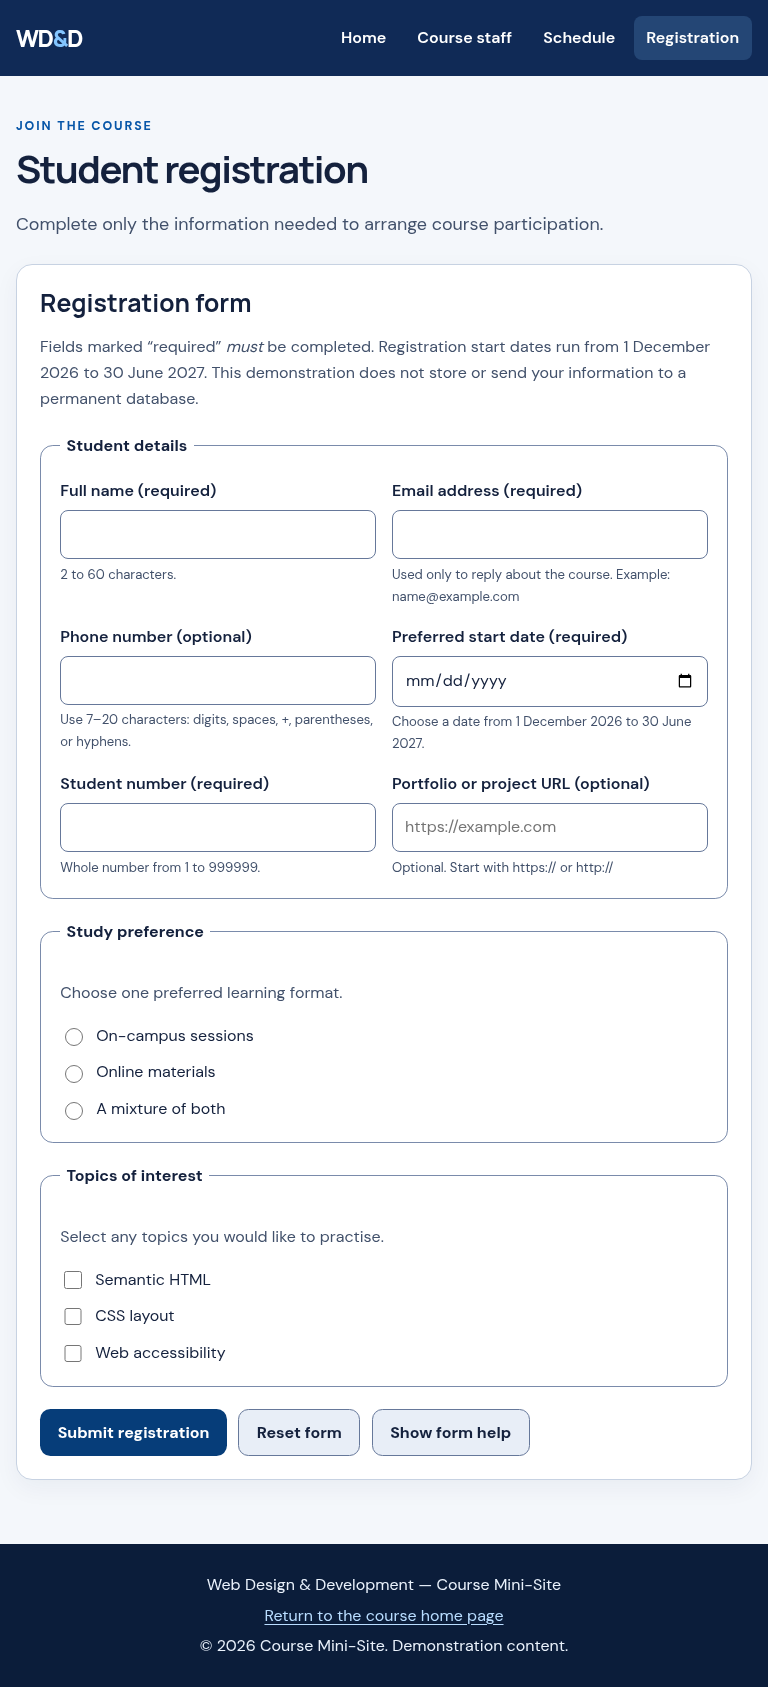 WD&D
Home
Course staff
Schedule
Registration
JOIN THE COURSE
Student registration
Complete only the information needed to arrange course participation.
Registration form
Fields marked “required” must be completed. Registration start dates run from 1 December
2026 to 30 June 2027. This demonstration does not store or send your information to a
permanent database.
Student details
Full name (required)
2 to 60 characters.
Email address (required)
Used only to reply about the course. Example:
name@example.com
Phone number (optional)
Use 7–20 characters: digits, spaces, +, parentheses,
or hyphens.
Preferred start date (required)
mm/dd/yyyy
Choose a date from 1 December 2026 to 30 June
2027.
Student number (required)
Whole number from 1 to 999999.
Portfolio or project URL (optional)
https://example.com
Optional. Start with https:// or http://
Study preference
Choose one preferred learning format.
On-campus sessions
Online materials
A mixture of both
Topics of interest
Select any topics you would like to practise.
Semantic HTML
CSS layout
Web accessibility
Submit registration
Reset form
Show form help
Web Design & Development — Course Mini-Site
Return to the course home page
© 2026 Course Mini-Site. Demonstration content.